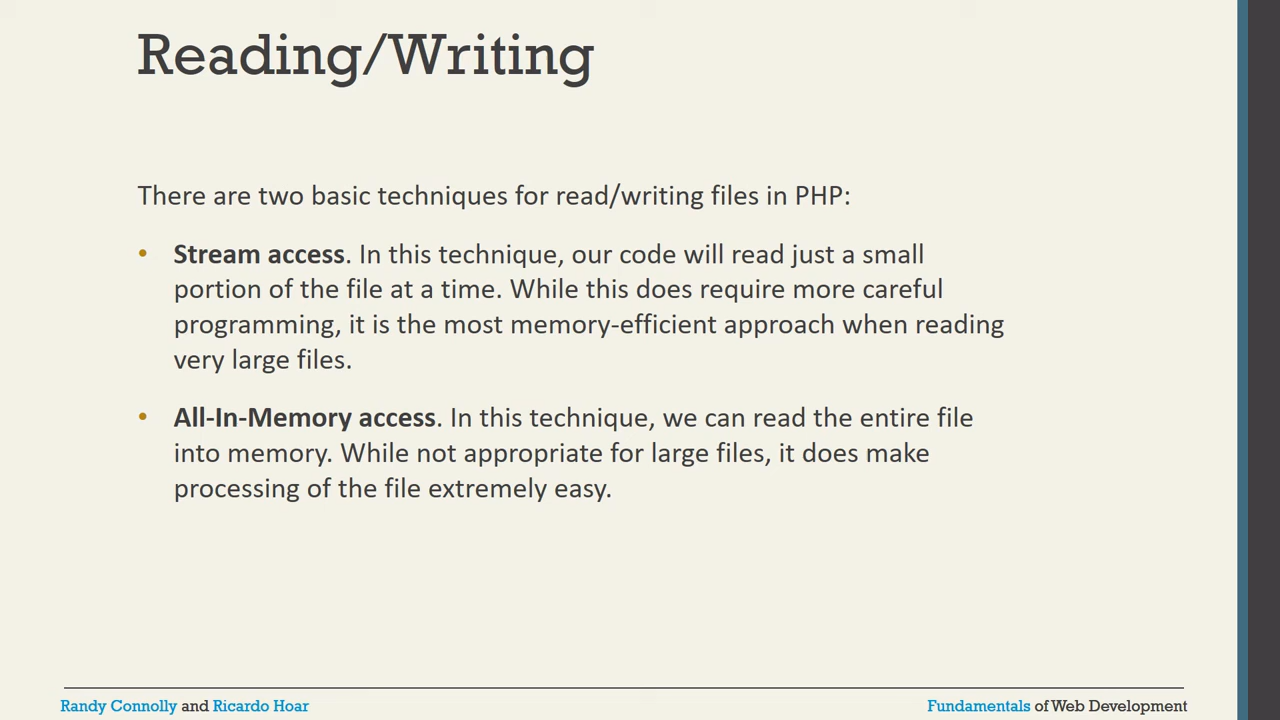 Reading/Writing
There are two basic techniques for read/writing files in PHP:
• Stream access. In this technique, our code will read just a small
portion of the file at a time. While this does require more careful
programming, it is the most memory-efficient approach when reading
very large files.
• All-In-Memory access. In this technique, we can read the entire file
into memory. While not appropriate for large files, it does make
processing of the file extremely easy.
Randy Connolly and Ricardo Hoar
Fundamentals of Web Development